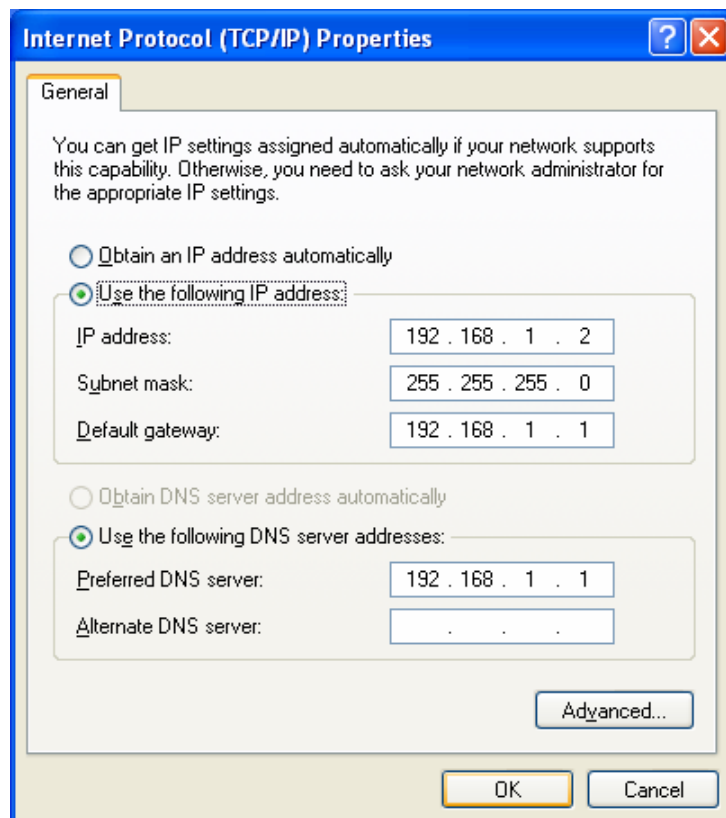 Internet Protocol (TCP/IP) Properties
General
You can get IP settings assigned automatically if your network supports
this capability. Otherwise, you need to ask your network administrator for
the appropriate IP settings.
Obtain an IP address automatically
Use the following IP address:
IP address: 192 . 168 . 1 . 2
Subnet mask: 255 . 255 . 255 . 0
Default gateway: 192 . 168 . 1 . 1
Obtain DNS server address automatically
Use the following DNS server addresses:
Preferred DNS server: 192 . 168 . 1 . 1
Alternate DNS server: . . .
Advanced...
OK Cancel